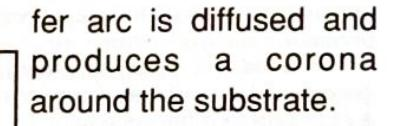 fer arc is diffused and
produces a corona
around the substrate.